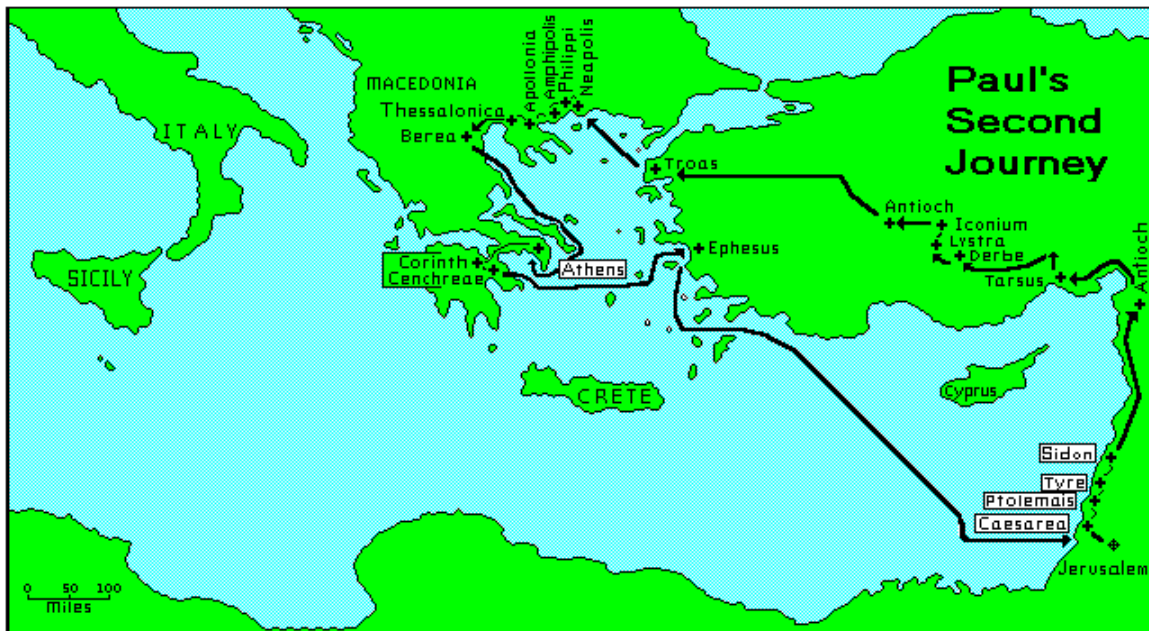 Paul's
Second
Journey
MACEDONIA
Apollonia
Amphipolis
Philippi
Neapolis
Thessalonica
Berea
ITALY
Troas
Antioch
Iconium
Lystra
Derbe
Tarsus
Antioch
Ephesus
Corinth
Cenchreae
Athens
SICILY
CRETE
Cyprus
Sidon
Tyre
Ptolemais
Caesarea
Jerusalem
0 50 100
Miles